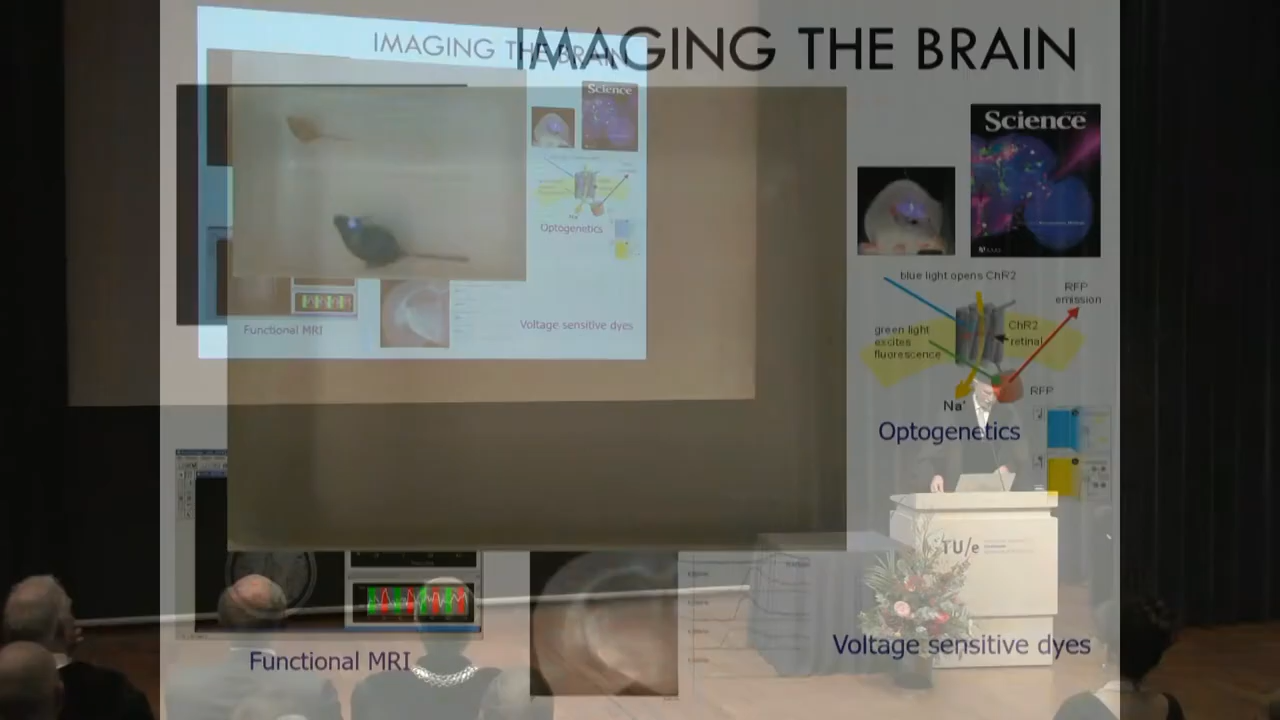 IMAGING THE BRAIN
IMAGING THE BRAIN
Science
Science
Optogenetics
Functional MRI
Voltage sensitive dyes
blue light opens ChR2
RFP
emission
green light
excites
fluorescence
ChR2
retinal
RFP
Na+
Optogenetics
TU/e
Functional MRI
Voltage sensitive dyes